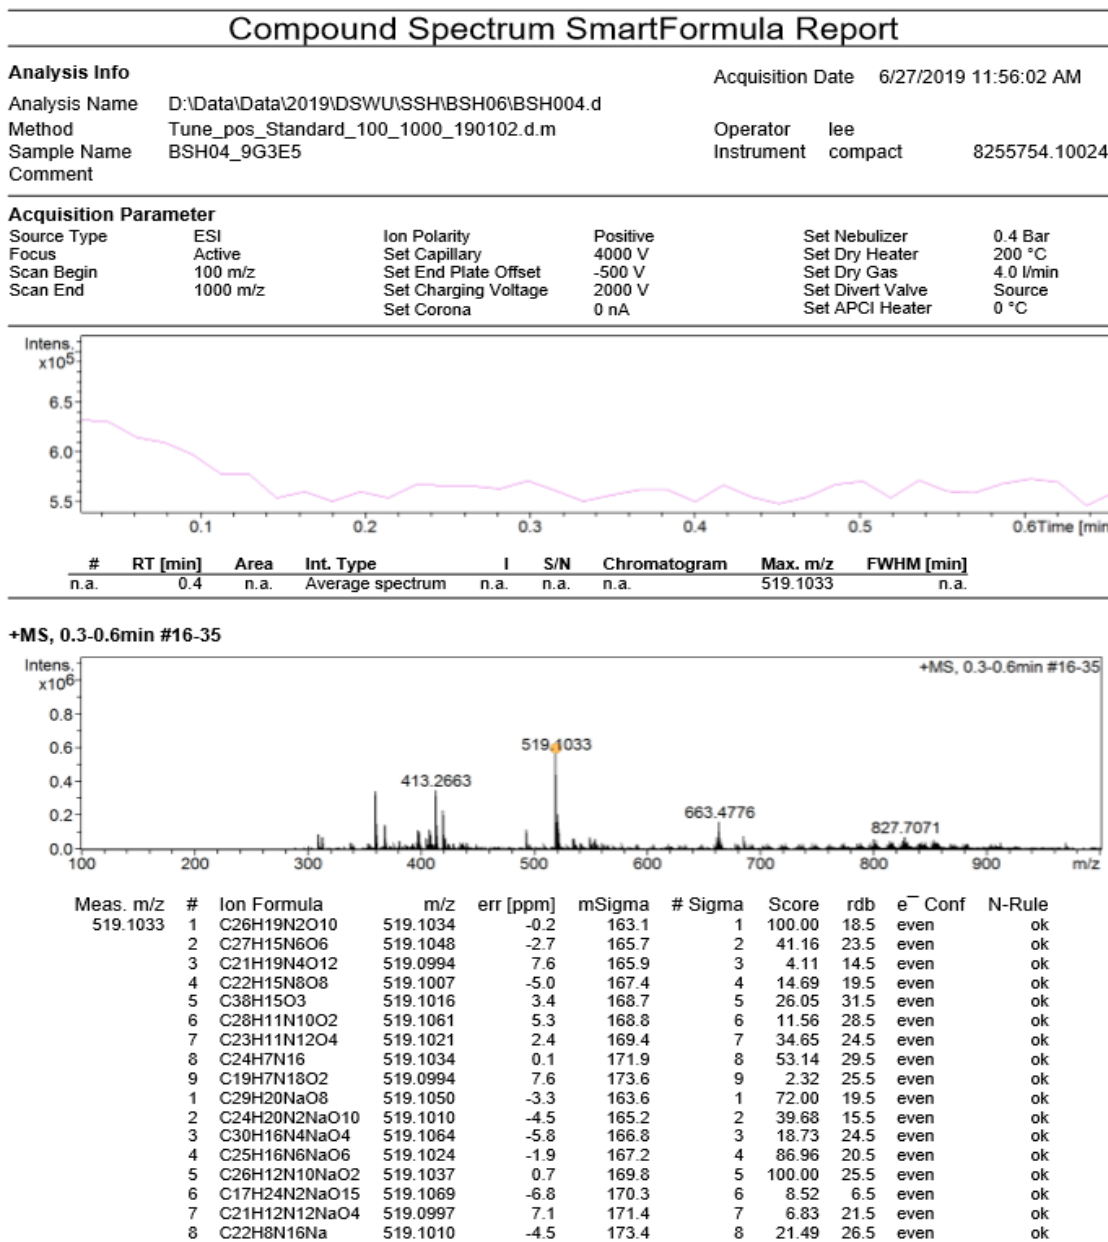 Compound Spectrum SmartFormula Report
Analysis Info
Acquisition Date 6/27/2019 11:56:02 AM
Analysis Name D:\Data\Data\2019\DSWU\SSH\BSH06\BSH004.d
Method Tune_pos_Standard_100_1000_190102.d.m Operator lee
Sample Name BSH04_9G3E5 Instrument compact 8255754.10024
Comment
Acquisition Parameter
Source Type ESI Ion Polarity Positive Set Nebulizer 0.4 Bar
Focus Active Set Capillary 4000 V Set Dry Heater 200 °C
Scan Begin 100 m/z Set End Plate Offset -500 V Set Dry Gas 4.0 l/min
Scan End 1000 m/z Set Charging Voltage 2000 V Set Divert Valve Source
Set Corona 0 nA Set APCI Heater 0 °C
Intens.
x10⁵
6.5
6.0
5.5
0.1 0.2 0.3 0.4 0.5 0.6 Time [min
# RT [min] Area Int. Type I S/N Chromatogram Max. m/z FWHM [min]
n.a. 0.4 n.a. Average spectrum n.a. n.a. n.a. 519.1033 n.a.
+MS, 0.3-0.6min #16-35
Intens.
x10⁶
+MS, 0.3-0.6min #16-35
0.8
0.6
0.4
0.2
0.0
519.1033
413.2663
663.4776
827.7071
100 200 300 400 500 600 700 800 900 m/z
Meas. m/z # Ion Formula m/z err [ppm] mSigma # Sigma Score rdb e⁻ Conf N-Rule
519.1033 1 C26H19N2O10 519.1034 -0.2 163.1 1 100.00 18.5 even ok
2 C27H15N6O6 519.1048 -2.7 165.7 2 41.16 23.5 even ok
3 C21H19N4O12 519.0994 7.6 165.9 3 4.11 14.5 even ok
4 C22H15N8O8 519.1007 -5.0 167.4 4 14.69 19.5 even ok
5 C38H15O3 519.1016 3.4 168.7 5 26.05 31.5 even ok
6 C28H11N10O2 519.1061 5.3 168.8 6 11.56 28.5 even ok
7 C23H11N12O4 519.1021 2.4 169.4 7 34.65 24.5 even ok
8 C24H7N16 519.1034 0.1 171.9 8 53.14 29.5 even ok
9 C19H7N18O2 519.0994 7.6 173.6 9 2.32 25.5 even ok
1 C29H20NaO8 519.1050 -3.3 163.6 1 72.00 19.5 even ok
2 C24H20N2NaO10 519.1010 -4.5 165.2 2 39.68 15.5 even ok
3 C30H16N4NaO4 519.1064 -5.8 166.8 3 18.73 24.5 even ok
4 C25H16N6NaO6 519.1024 -1.9 167.2 4 86.96 20.5 even ok
5 C26H12N10NaO2 519.1037 0.7 169.8 5 100.00 25.5 even ok
6 C17H24N2NaO15 519.1069 -6.8 170.3 6 8.52 6.5 even ok
7 C21H12N12NaO4 519.0997 7.1 171.4 7 6.83 21.5 even ok
8 C22H8N16Na 519.1010 -4.5 173.4 8 21.49 26.5 even ok